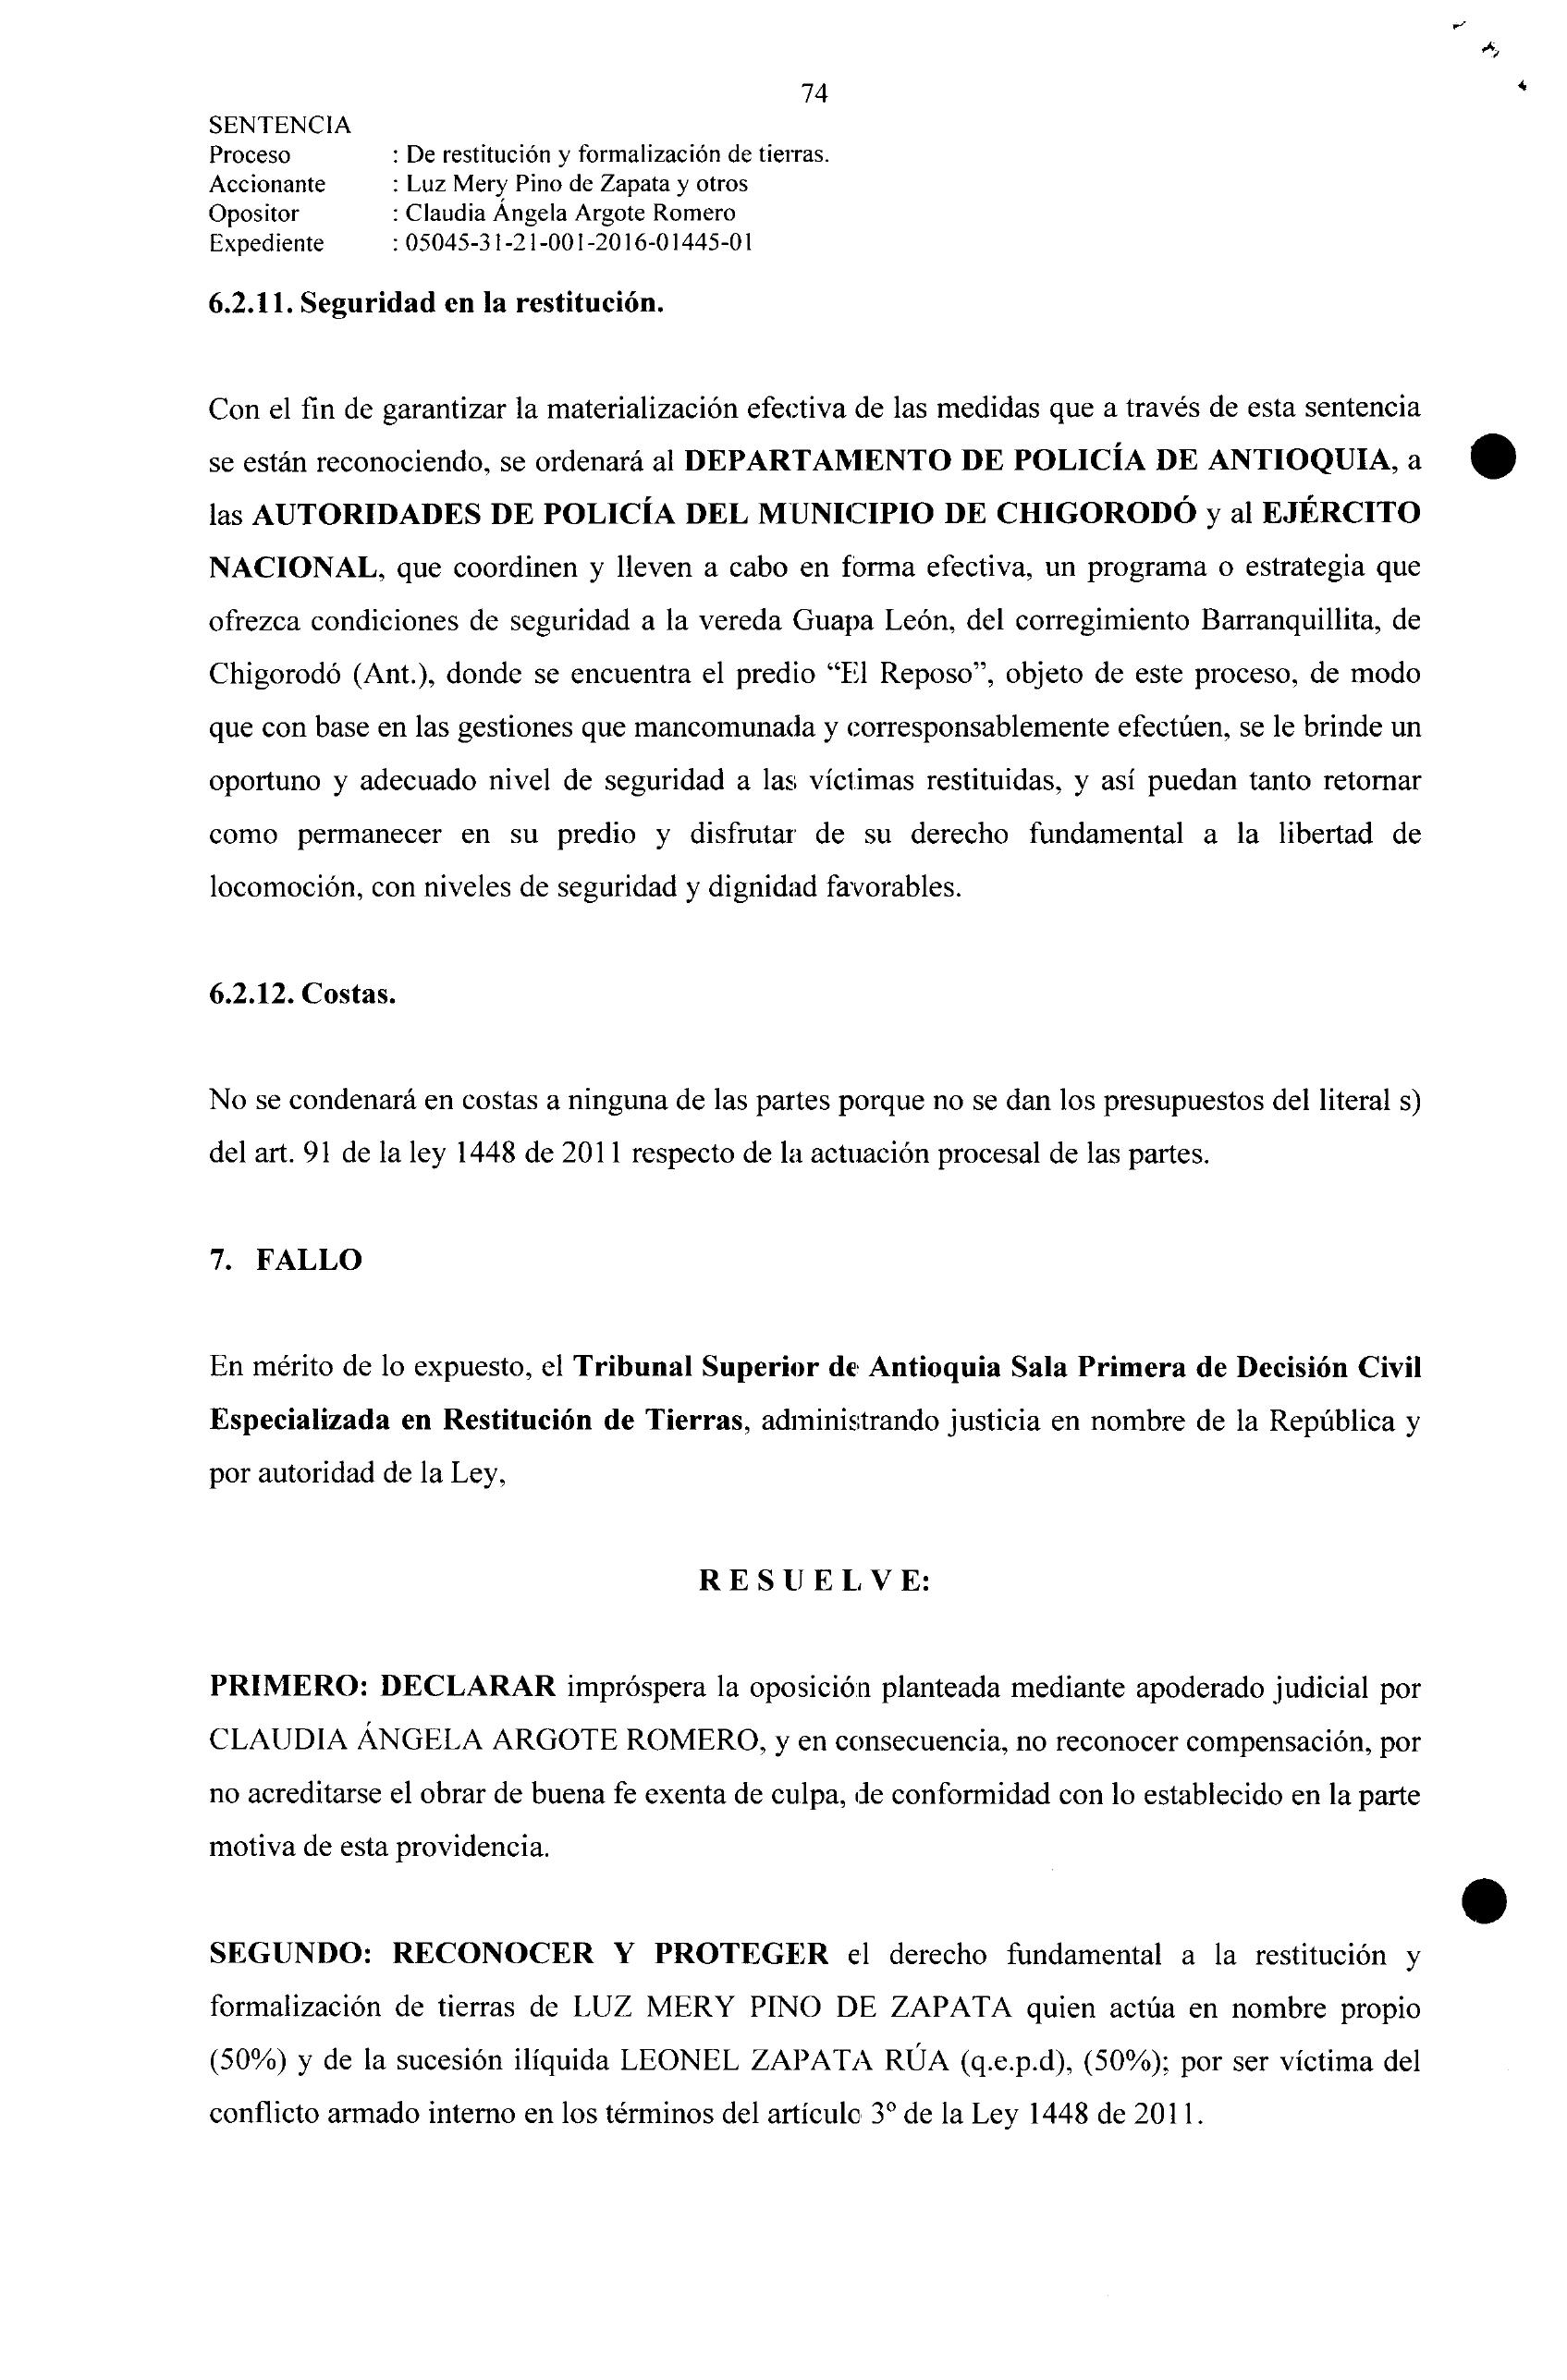 74
SENTENCIA
Proceso : De restitución y formalización de tierras.
Accionante : Luz Mery Pino de Zapata y otros
Opositor : Claudia Ángela Argote Romero
Expediente : 05045-31-21-001-2016-01445-01
6.2.11. Seguridad en la restitución.
Con el fin de garantizar la materialización efectiva de las medidas que a través de esta sentencia
se están reconociendo, se ordenará al DEPARTAMENTO DE POLICÍA DE ANTIOQUIA, a
las AUTORIDADES DE POLICÍA DEL MUNICIPIO DE CHIGORODÓ y al EJÉRCITO
NACIONAL, que coordinen y lleven a cabo en forma efectiva, un programa o estrategia que
ofrezca condiciones de seguridad a la vereda Guapa León, del corregimiento Barranquillita, de
Chigorodó (Ant.), donde se encuentra el predio “El Reposo”, objeto de este proceso, de modo
que con base en las gestiones que mancomunada y corresponsablemente efectúen, se le brinde un
oportuno y adecuado nivel de seguridad a las víctimas restituidas, y así puedan tanto retornar
como permanecer en su predio y disfrutar de su derecho fundamental a la libertad de
locomoción, con niveles de seguridad y dignidad favorables.
6.2.12. Costas.
No se condenará en costas a ninguna de las partes porque no se dan los presupuestos del literal s)
del art. 91 de la ley 1448 de 2011 respecto de la actuación procesal de las partes.
7. FALLO
En mérito de lo expuesto, el Tribunal Superior de Antioquia Sala Primera de Decisión Civil
Especializada en Restitución de Tierras, administrando justicia en nombre de la República y
por autoridad de la Ley,
R E S U E L V E:
PRIMERO: DECLARAR impróspera la oposición planteada mediante apoderado judicial por
CLAUDIA ÁNGELA ARGOTE ROMERO, y en consecuencia, no reconocer compensación, por
no acreditarse el obrar de buena fe exenta de culpa, de conformidad con lo establecido en la parte
motiva de esta providencia.
SEGUNDO: RECONOCER Y PROTEGER el derecho fundamental a la restitución y
formalización de tierras de LUZ MERY PINO DE ZAPATA quien actúa en nombre propio
(50%) y de la sucesión ilíquida LEONEL ZAPATA RÚA (q.e.p.d), (50%); por ser víctima del
conflicto armado interno en los términos del artículo 3° de la Ley 1448 de 2011.